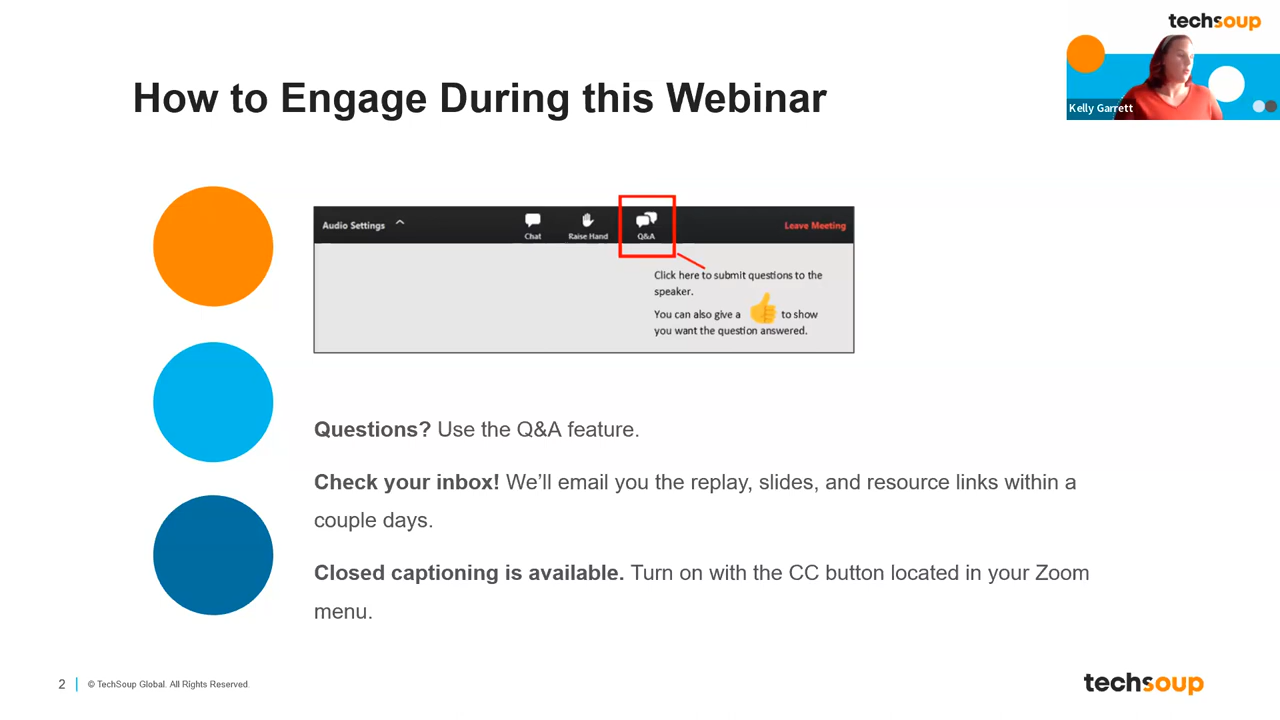 techsoup
How to Engage During this Webinar
Kelly Garrett
Audio Settings
Chat
Raise Hand
Q&A
Leave Meeting
Click here to submit questions to the
speaker.
You can also give a to show
you want the question answered.
Questions? Use the Q&A feature.
Check your inbox! We’ll email you the replay, slides, and resource links within a
couple days.
Closed captioning is available. Turn on with the CC button located in your Zoom
menu.
2
© TechSoup Global. All Rights Reserved.
techsoup